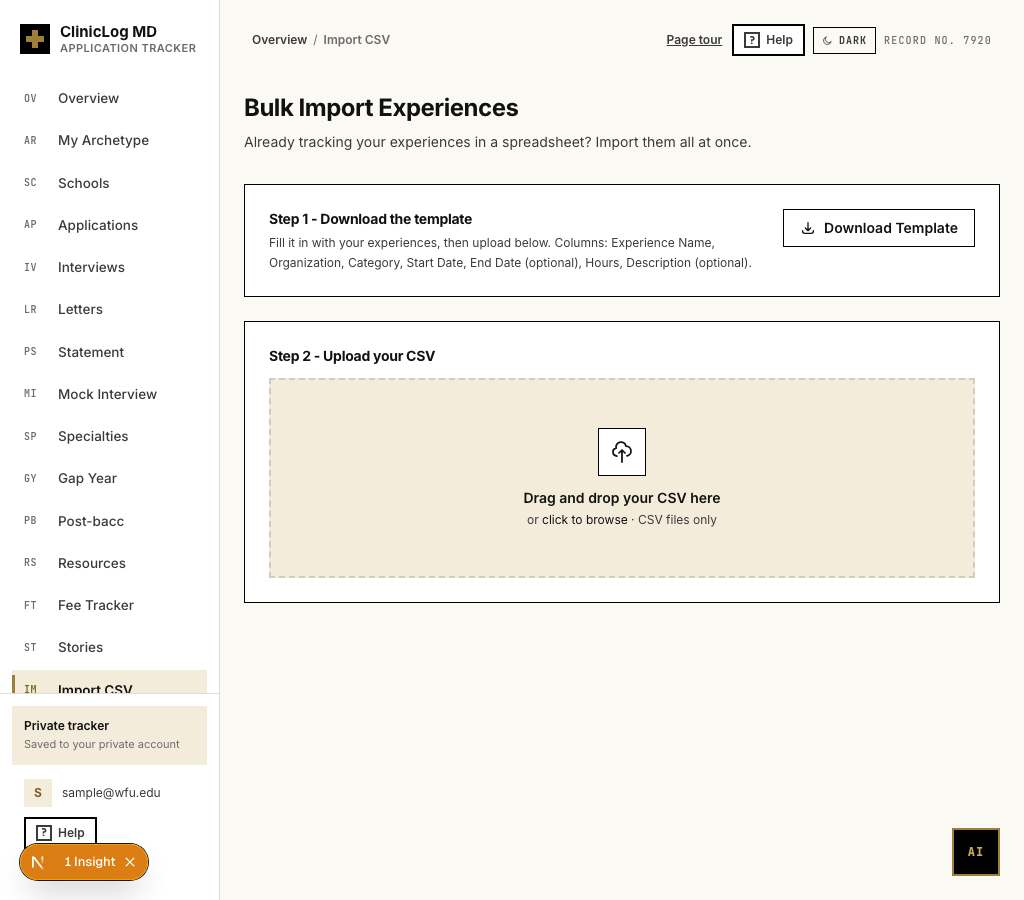 ClinicLog MD
APPLICATION TRACKER
OV Overview
AR My Archetype
SC Schools
AP Applications
IV Interviews
LR Letters
PS Statement
MI Mock Interview
SP Specialties
GY Gap Year
PB Post-bacc
RS Resources
FT Fee Tracker
ST Stories
IM Import CSV
Private tracker
Saved to your private account
S sample@wfu.edu
? Help
N 1 Insight
Overview / Import CSV
Page tour
? Help
DARK
RECORD NO. 7920
Bulk Import Experiences
Already tracking your experiences in a spreadsheet? Import them all at once.
Step 1 - Download the template
Fill it in with your experiences, then upload below. Columns: Experience Name,
Organization, Category, Start Date, End Date (optional), Hours, Description (optional).
Download Template
Step 2 - Upload your CSV
Drag and drop your CSV here
or click to browse · CSV files only
AI